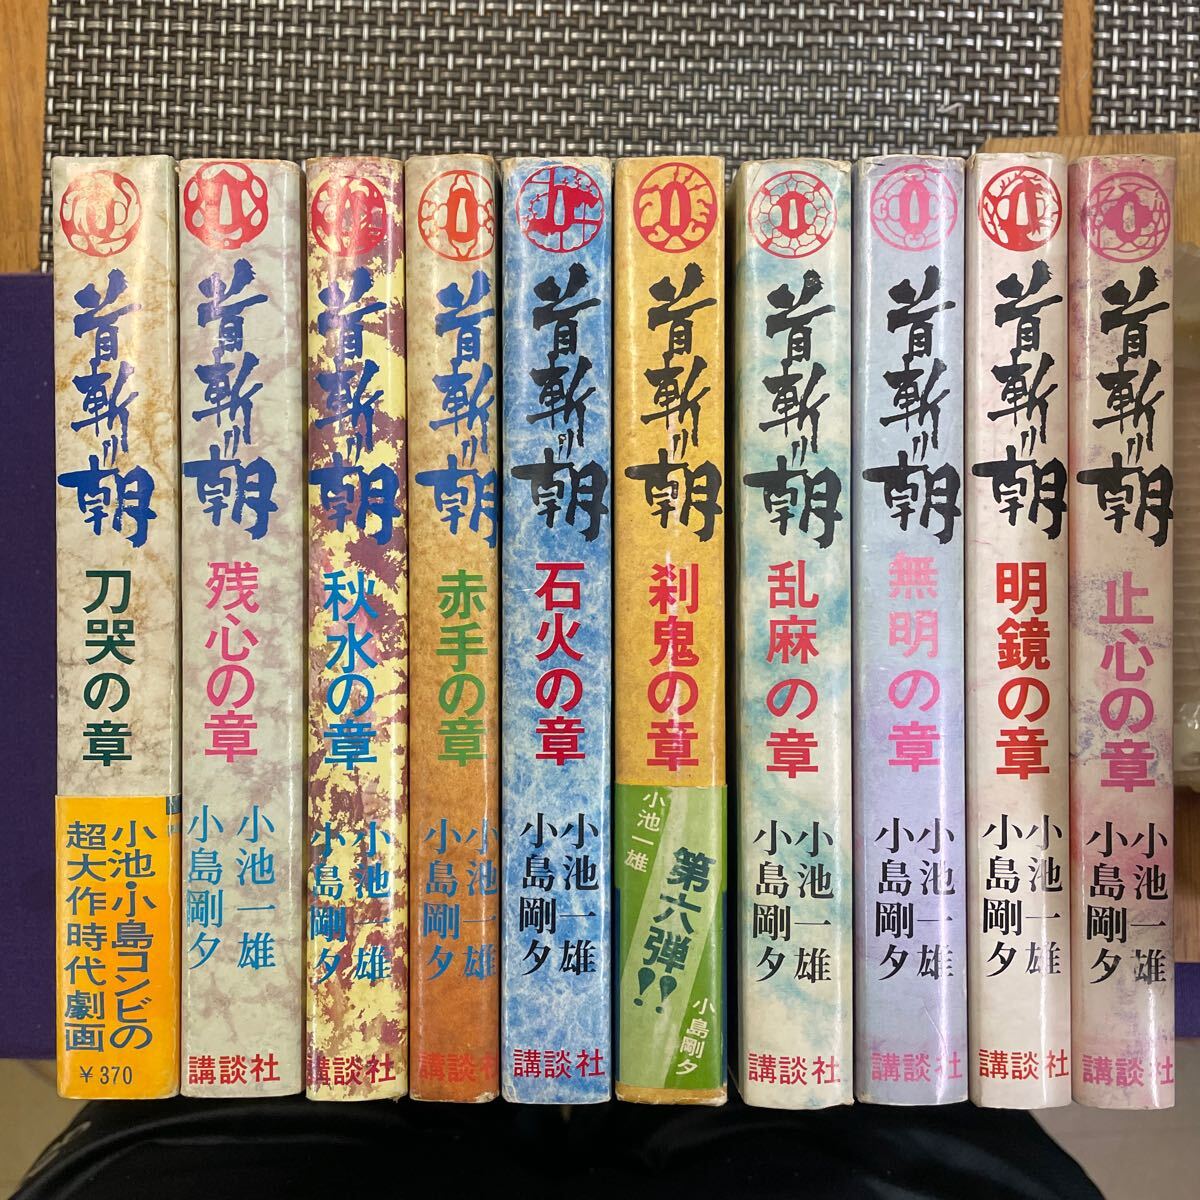 首斬り朝
刀哭の章
小池・小島コンビの
超大作時代劇画
¥370
首斬り朝
残心の章
小池一雄
小島剛夕
講談社
首斬り朝
秋水の章
小池一雄
小島剛夕
講談社
首斬り朝
赤手の章
小池一雄
小島剛夕
講談社
首斬り朝
石火の章
小池一雄
小島剛夕
講談社
首斬り朝
刹鬼の章
小池一雄
第六弾!!
小島剛夕
首斬り朝
乱麻の章
小池一雄
小島剛夕
講談社
首斬り朝
無明の章
小池一雄
小島剛夕
講談社
首斬り朝
明鏡の章
小池一雄
小島剛夕
講談社
首斬り朝
止心の章
小池一雄
小島剛夕
講談社